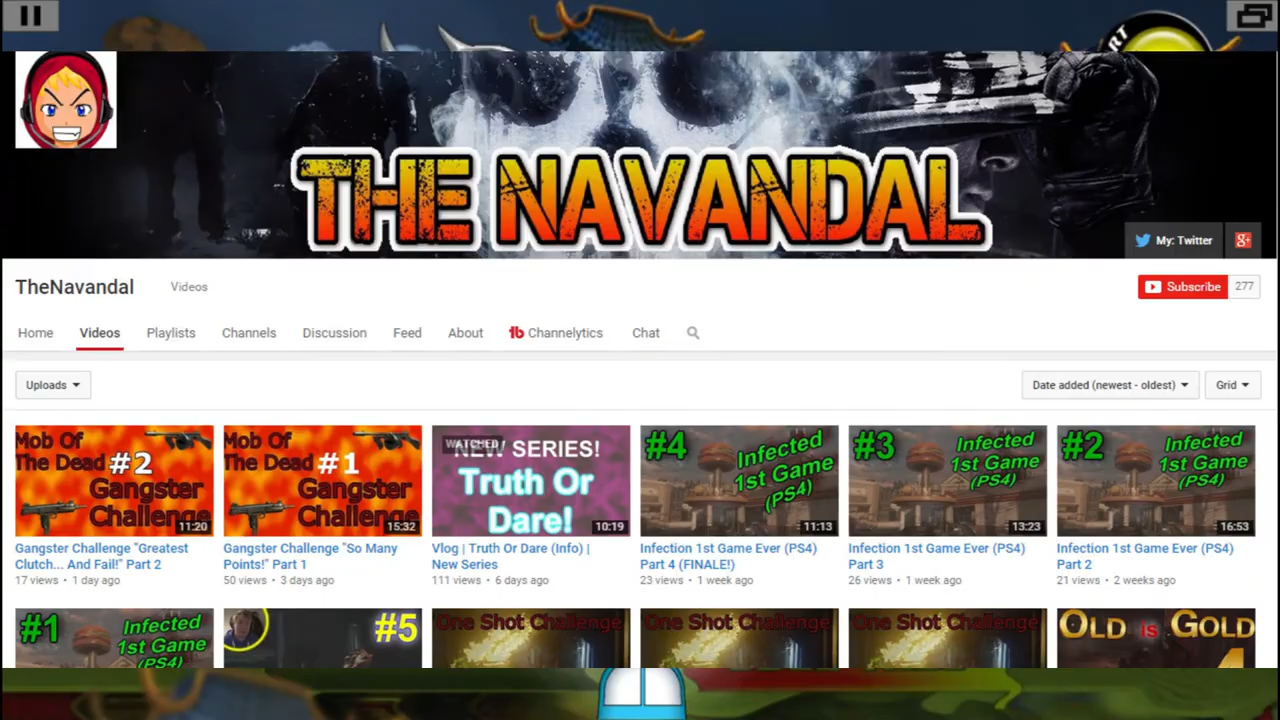 RT
THE NAVANDAL
My: Twitter
g+
TheNavandal
Videos
Subscribe
277
Home
Videos
Playlists
Channels
Discussion
Feed
About
tb Channelytics
Chat
Uploads
Date added (newest - oldest)
Grid
Mob Of
The Dead #2
Gangster
Challenge
11:20
Mob Of
The Dead #1
Gangster
Challenge
15:32
WATCHED
NEW SERIES!
Truth Or
Dare!
10:19
#4
Infected
1st Game
(PS4)
11:13
#3
Infected
1st Game
(PS4)
13:23
#2
Infected
1st Game
(PS4)
16:53
Gangster Challenge "Greatest
Clutch... And Fail!" Part 2
17 views • 1 day ago
Gangster Challenge "So Many
Points!" Part 1
50 views • 3 days ago
Vlog | Truth Or Dare (Info) |
New Series
111 views • 6 days ago
Infection 1st Game Ever (PS4)
Part 4 (FINALE!)
23 views • 1 week ago
Infection 1st Game Ever (PS4)
Part 3
26 views • 1 week ago
Infection 1st Game Ever (PS4)
Part 2
21 views • 2 weeks ago
#1
Infected
1st Game
(PS4)
#5
One Shot Challenge
One Shot Challenge
One Shot Challenge
OLD IS GOLD